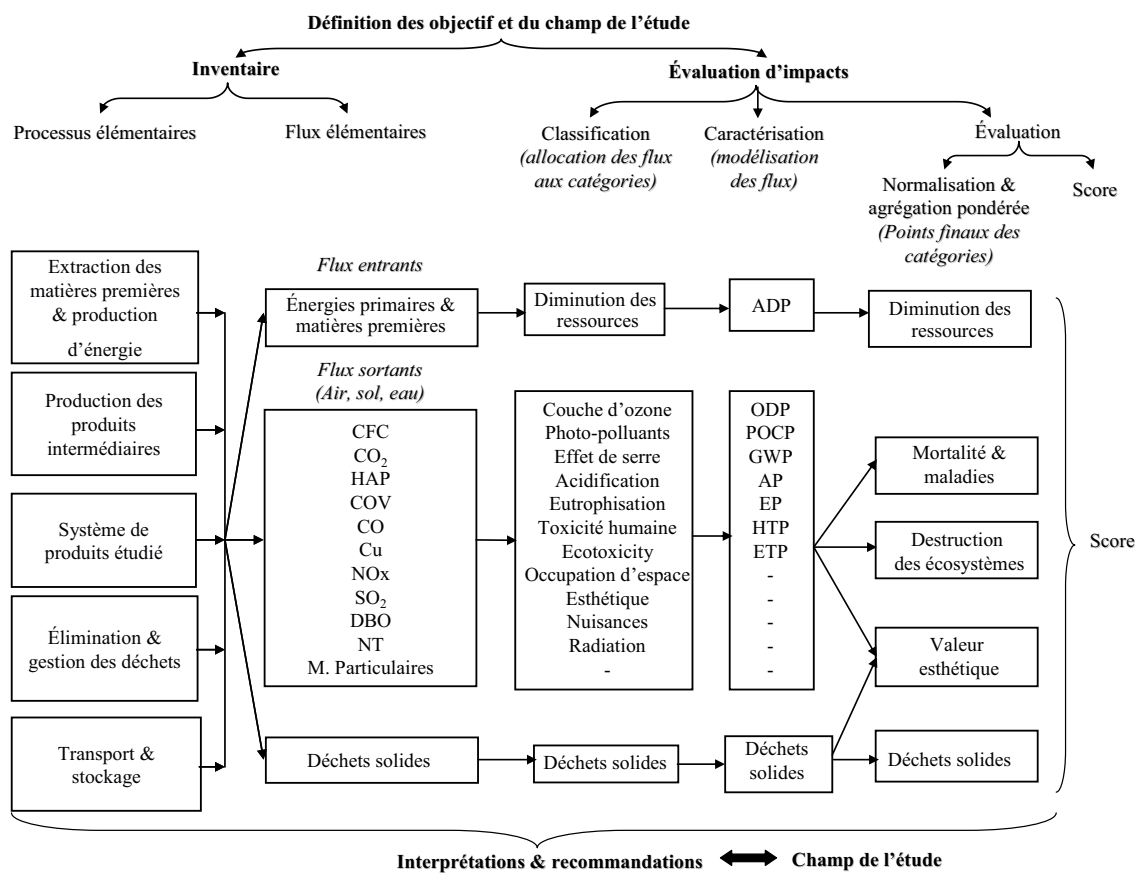 Définition des objectif et du champ de l'étude
Inventaire
Évaluation d'impacts
Processus élémentaires
Flux élémentaires
Classification
(allocation des flux
aux catégories)
Caractérisation
(modélisation
des flux)
Évaluation
Normalisation &
agrégation pondérée
(Points finaux des
catégories)
Score
Extraction des
matières premières
& production
d'énergie
Production des
produits
intermédiaires
Système de
produits étudié
Élimination &
gestion des déchets
Transport &
stockage
Flux entrants
Énergies primaires &
matières premières
Flux sortants
(Air, sol, eau)
CFC
CO2
HAP
COV
CO
Cu
NOx
SO2
DBO
NT
M. Particulaires
Déchets solides
Diminution des
ressources
Couche d'ozone
Photo-polluants
Effet de serre
Acidification
Eutrophisation
Toxicité humaine
Ecotoxicity
Occupation d'espace
Esthétique
Nuisances
Radiation
-
Déchets solides
ADP
ODP
POCP
GWP
AP
EP
HTP
ETP
-
-
-
-
-
Déchets
solides
Diminution des
ressources
Mortalité &
maladies
Destruction
des écosystèmes
Valeur
esthétique
Déchets solides
Score
Interprétations & recommandations
Champ de l'étude